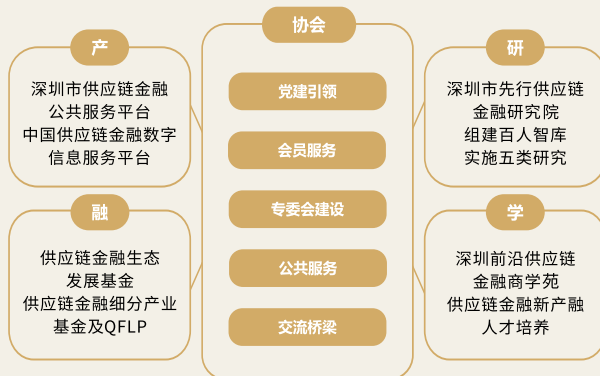 协会
党建引领
会员服务
专委会建设
公共服务
交流桥梁
产
深圳市供应链金融
公共服务平台
中国供应链金融数字
信息服务平台
研
深圳市先行供应链
金融研究院
组建百人智库
实施五类研究
融
供应链金融生态
发展基金
供应链金融细分产业
基金及QFLP
学
深圳前沿供应链
金融商学苑
供应链金融新产融
人才培养